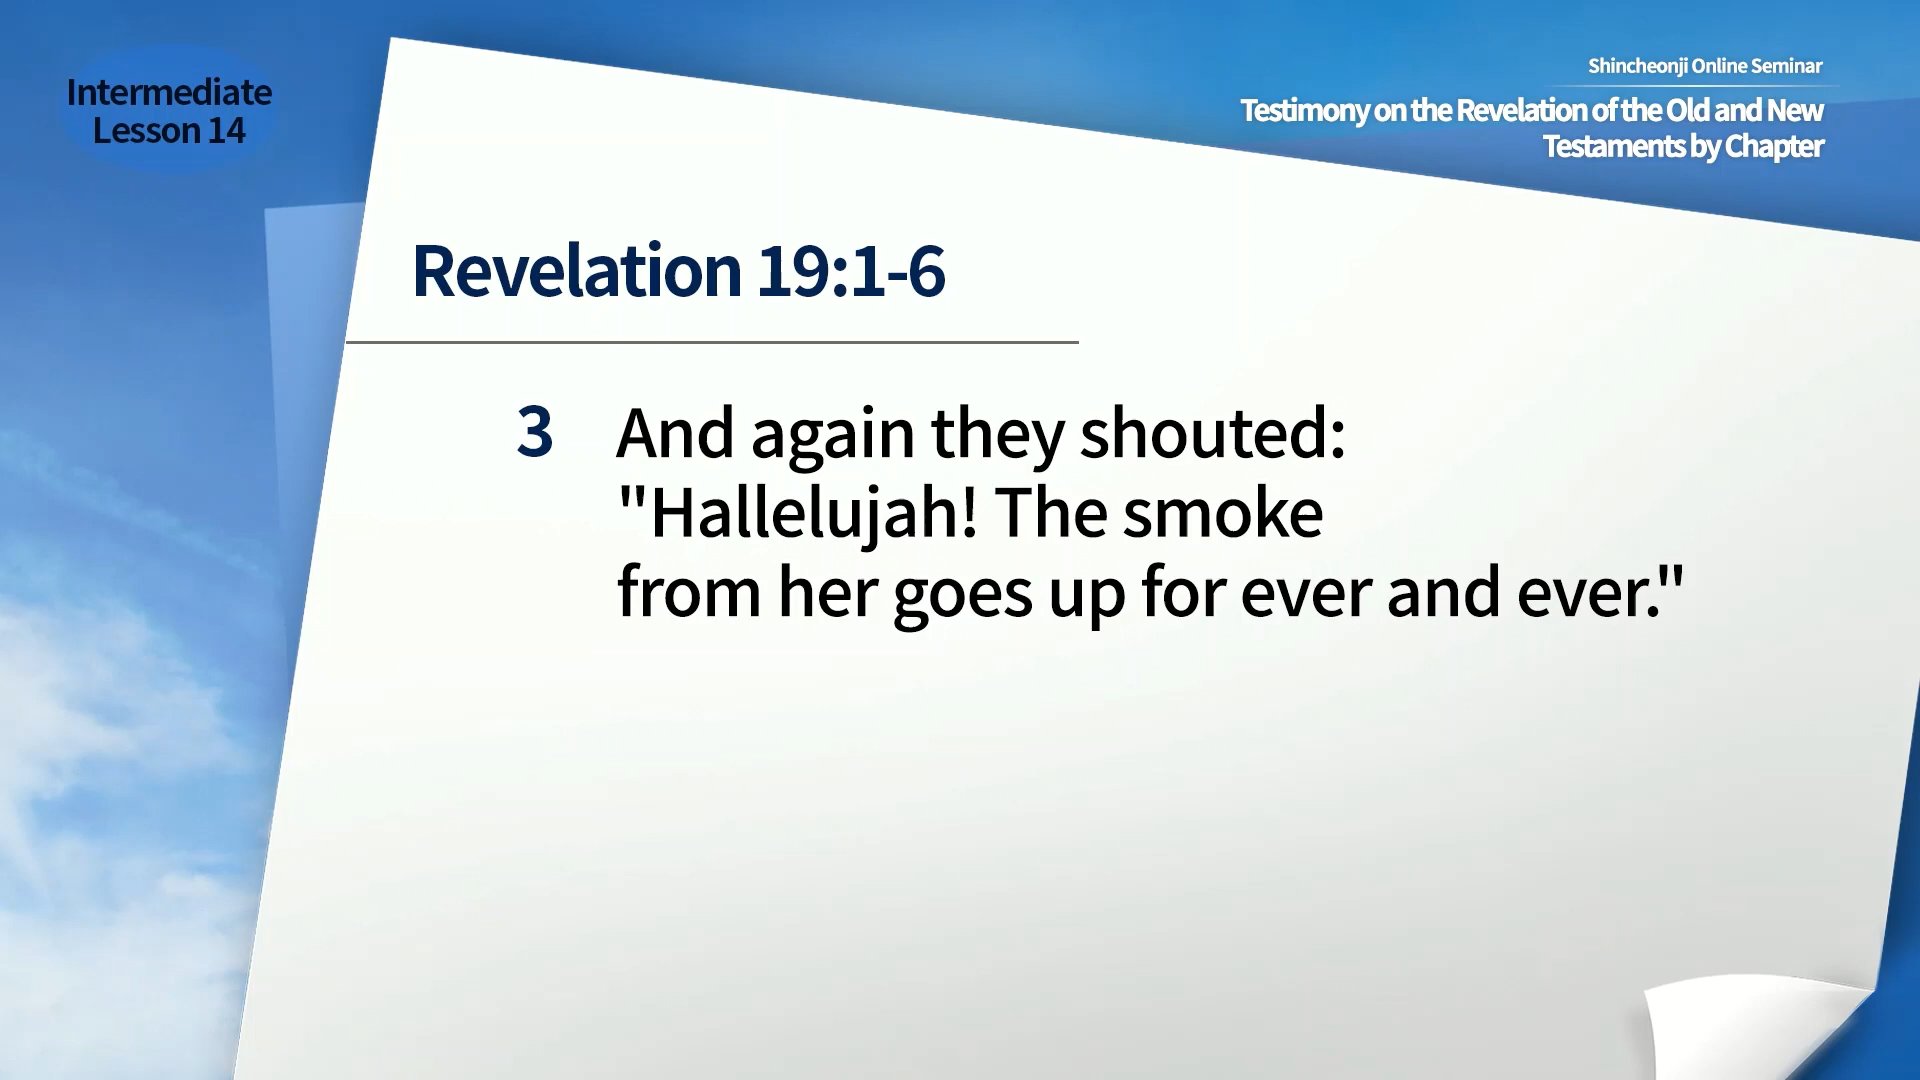 Intermediate
Lesson 14
Shincheonji Online Seminar
Testimony on the Revelation of the Old and New
Testaments by Chapter
Revelation 19:1-6
3 And again they shouted:
"Hallelujah! The smoke
from her goes up for ever and ever."